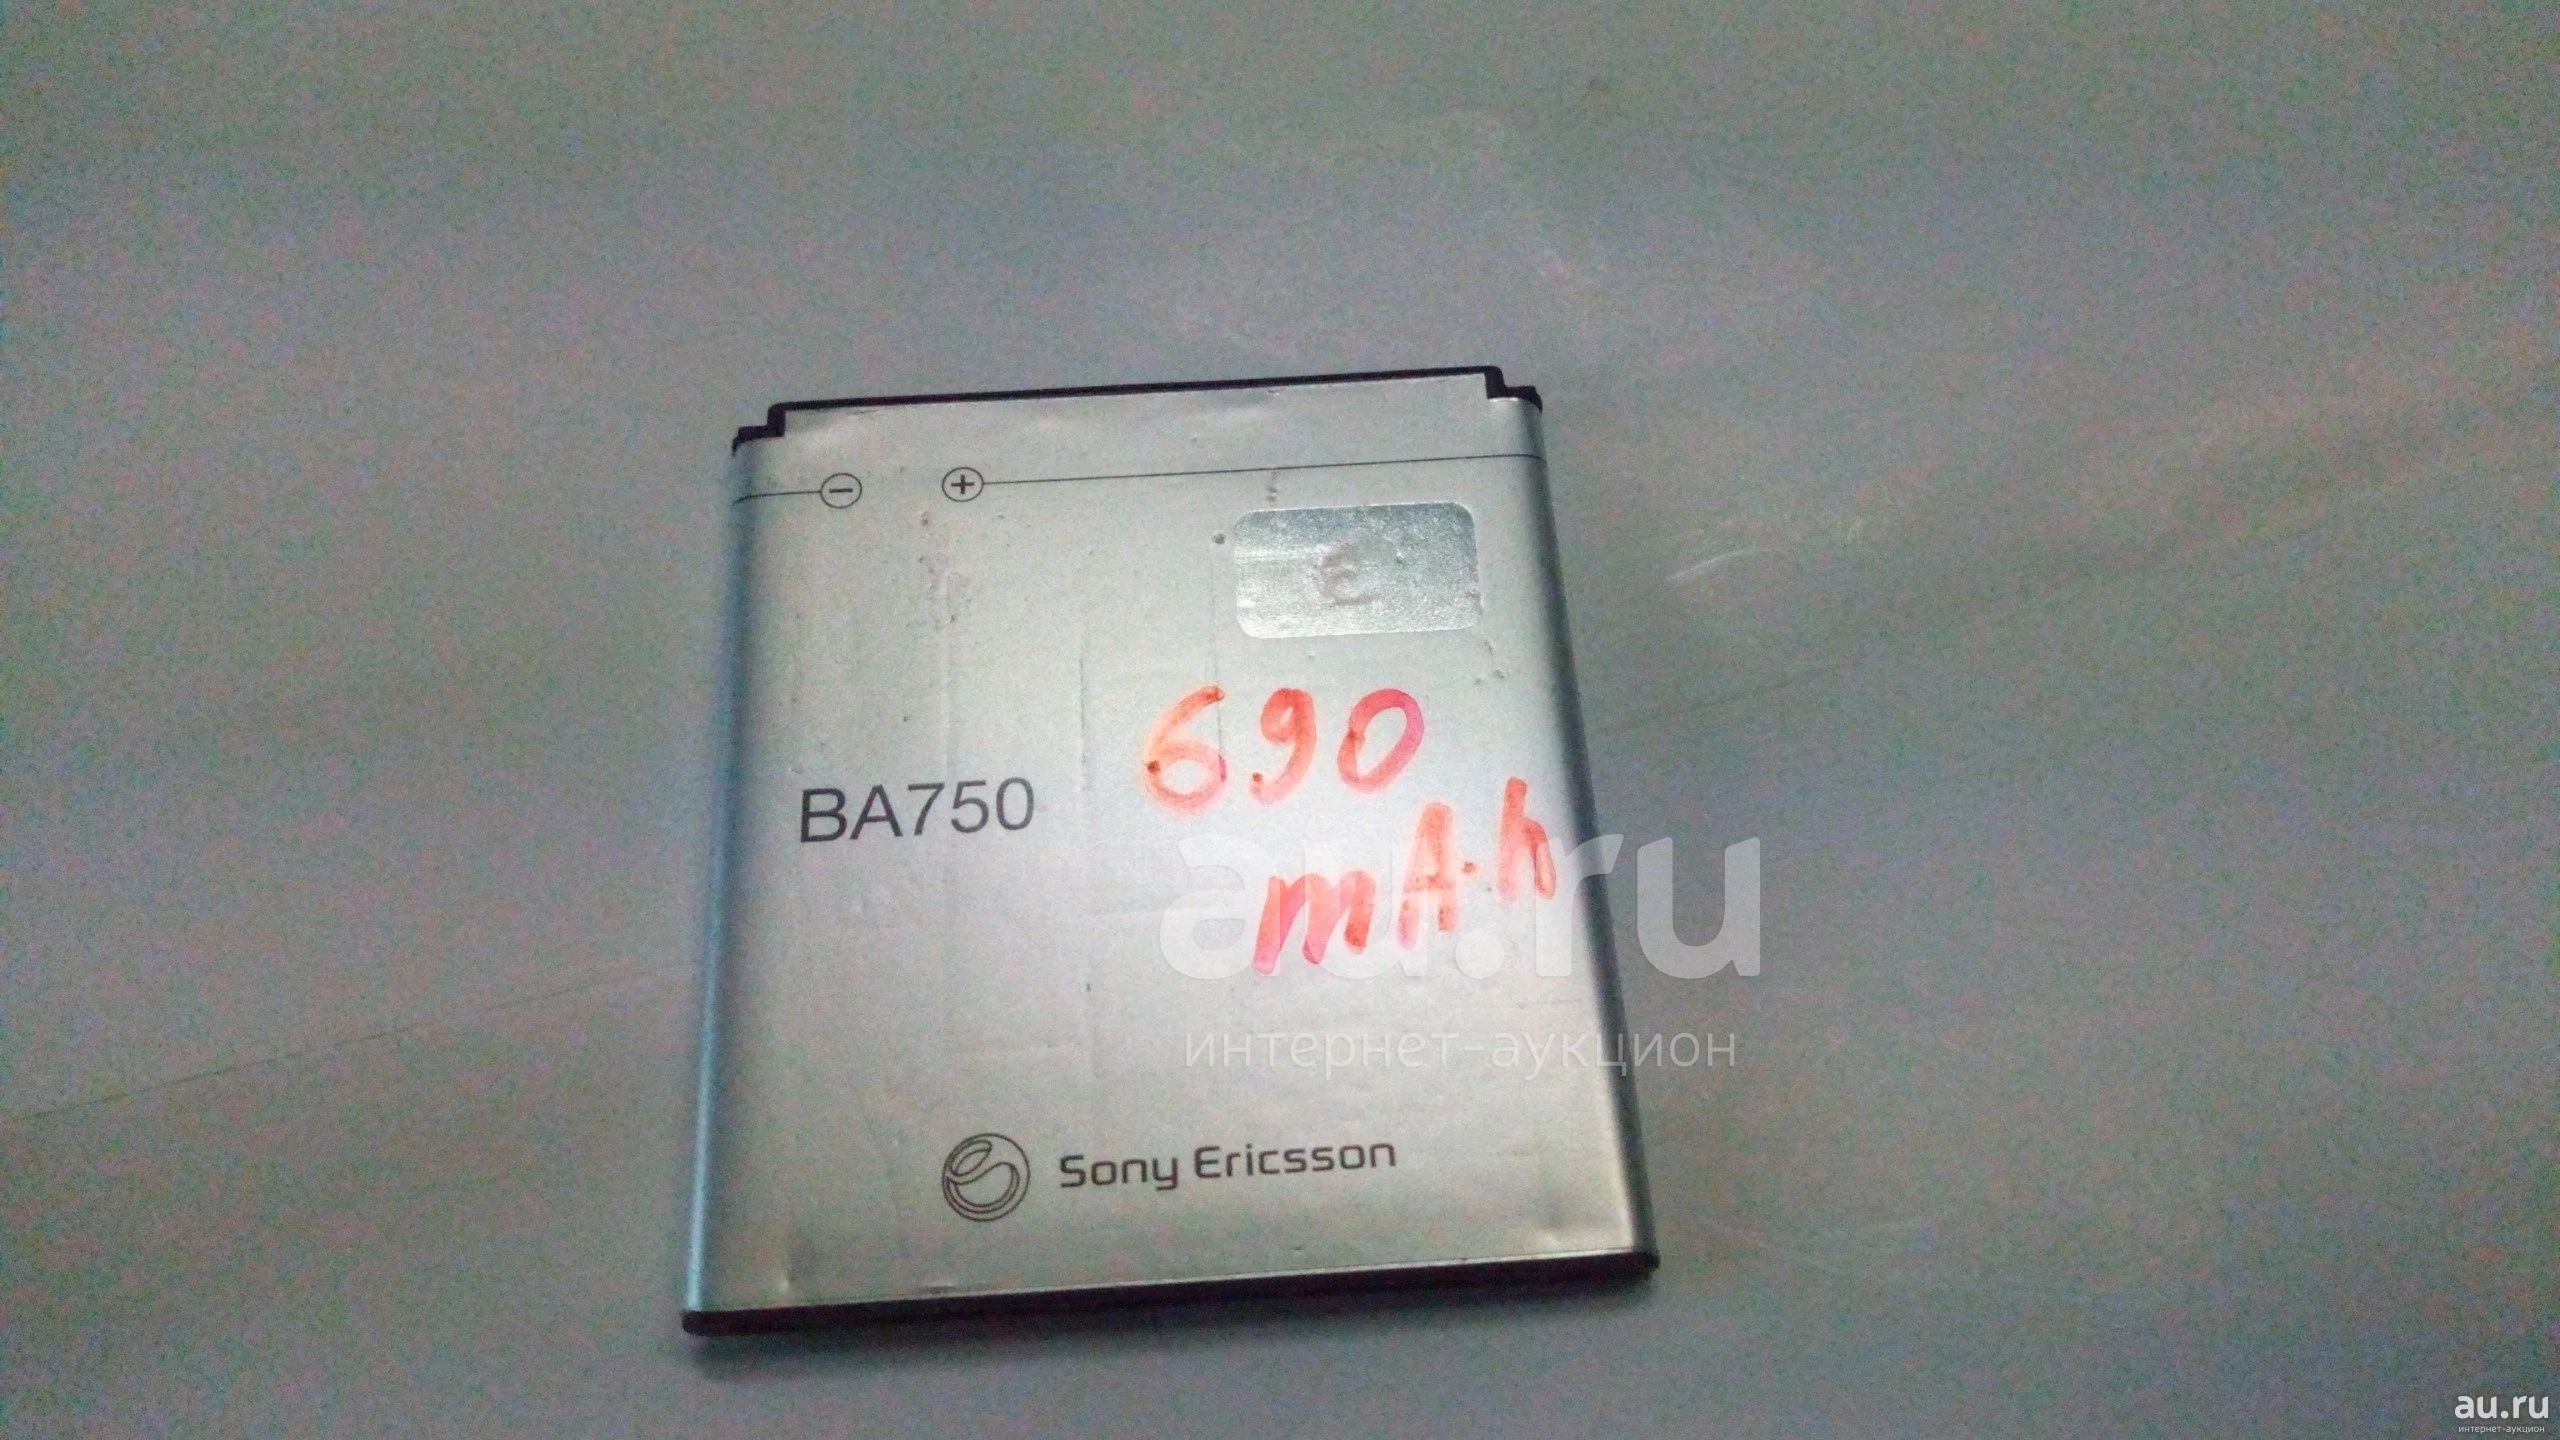 − +
E
690
mA·h
BA750
au.ru
интернет-аукцион
Sony Ericsson
au.ru
интернет-аукцион